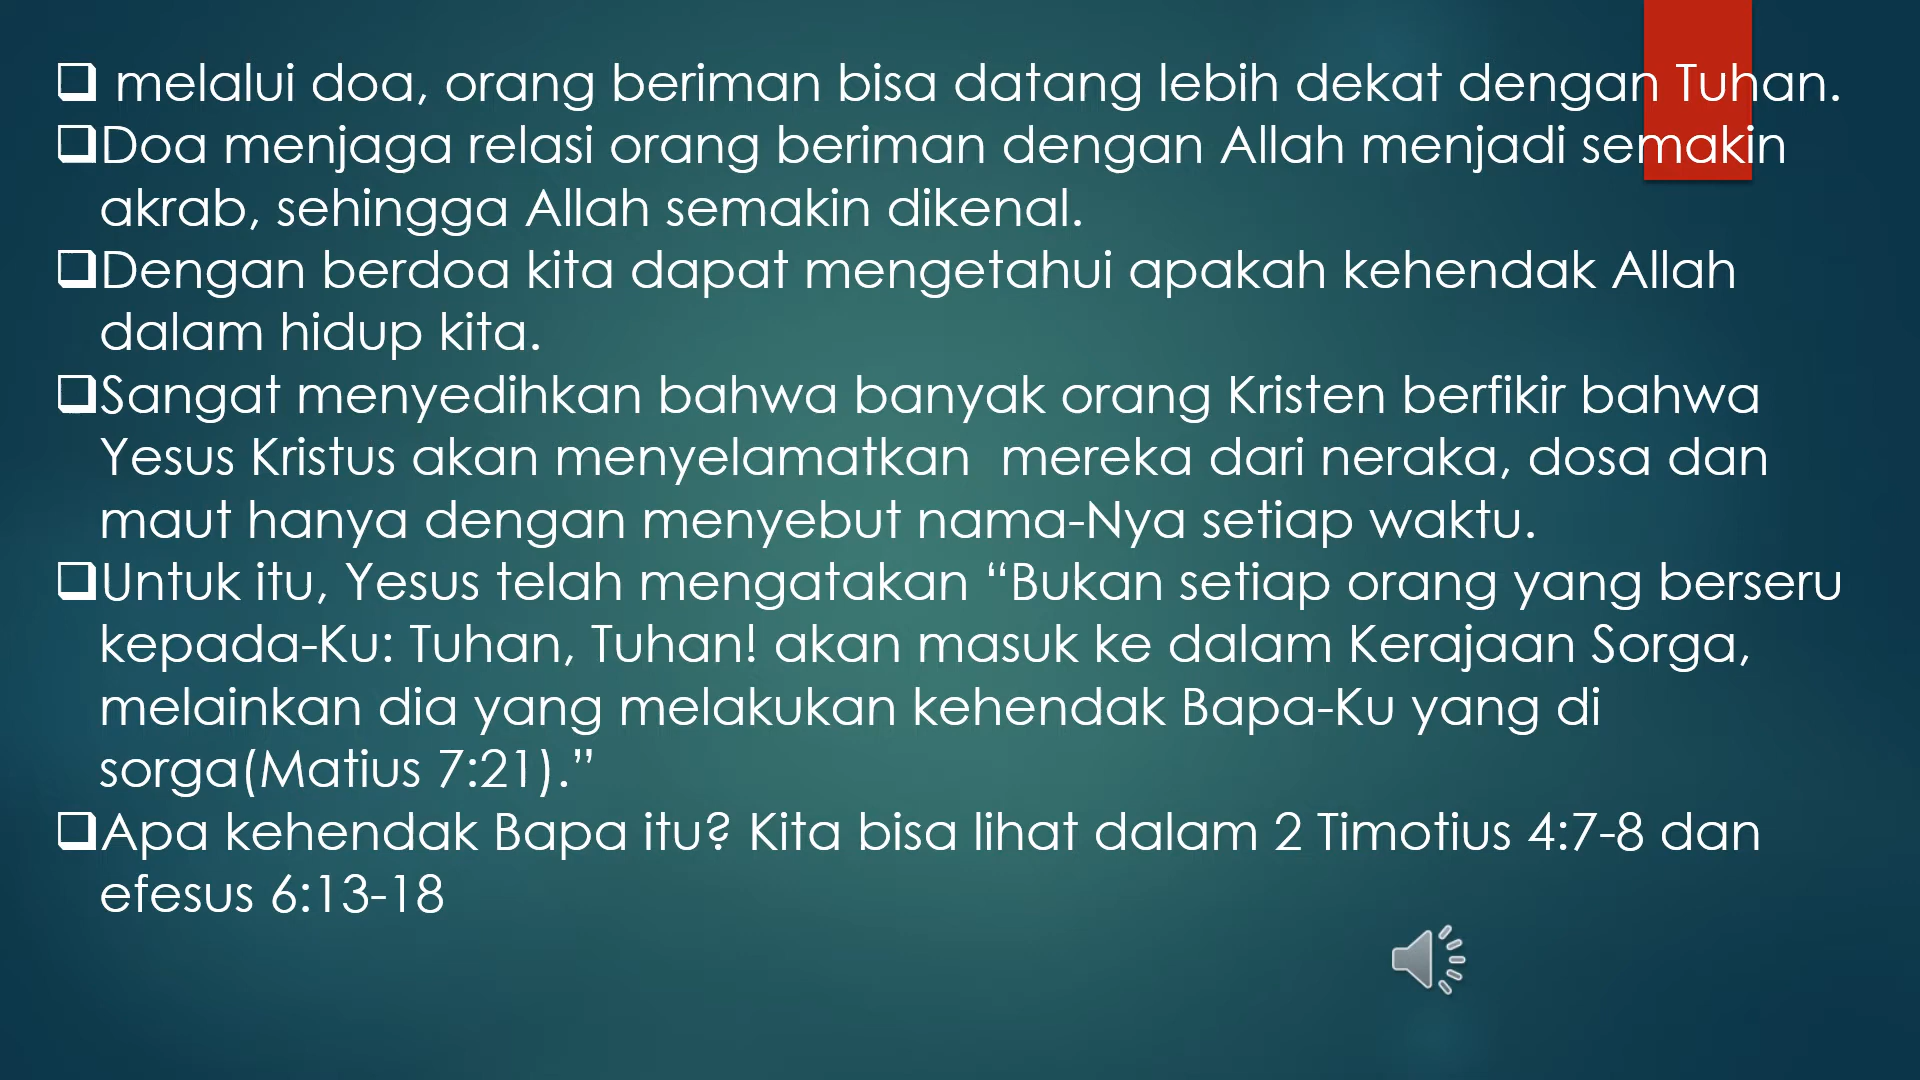 ❑ melalui doa, orang beriman bisa datang lebih dekat dengan Tuhan.
❑Doa menjaga relasi orang beriman dengan Allah menjadi semakin
akrab, sehingga Allah semakin dikenal.
❑Dengan berdoa kita dapat mengetahui apakah kehendak Allah
dalam hidup kita.
❑Sangat menyedihkan bahwa banyak orang Kristen berfikir bahwa
Yesus Kristus akan menyelamatkan  mereka dari neraka, dosa dan
maut hanya dengan menyebut nama-Nya setiap waktu.
❑Untuk itu, Yesus telah mengatakan “Bukan setiap orang yang berseru
kepada-Ku: Tuhan, Tuhan! akan masuk ke dalam Kerajaan Sorga,
melainkan dia yang melakukan kehendak Bapa-Ku yang di
sorga(Matius 7:21).”
❑Apa kehendak Bapa itu? Kita bisa lihat dalam 2 Timotius 4:7-8 dan
efesus 6:13-18